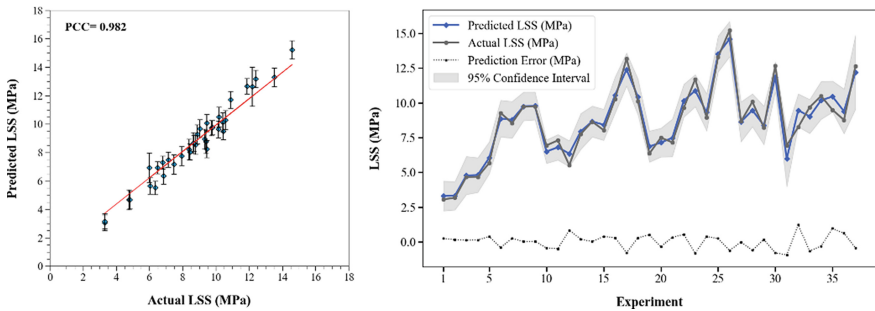 PCC= 0.982
18
16
14
12
10
8
6
4
2
0
0 2 4 6 8 10 12 14 16 18
Predicted LSS (MPa)
Actual LSS (MPa)
Predicted LSS (MPa)
Actual LSS (MPa)
Prediction Error (MPa)
95% Confidence Interval
15.0
12.5
10.0
7.5
5.0
2.5
0.0
1 5 10 15 20 25 30 35
LSS (MPa)
Experiment